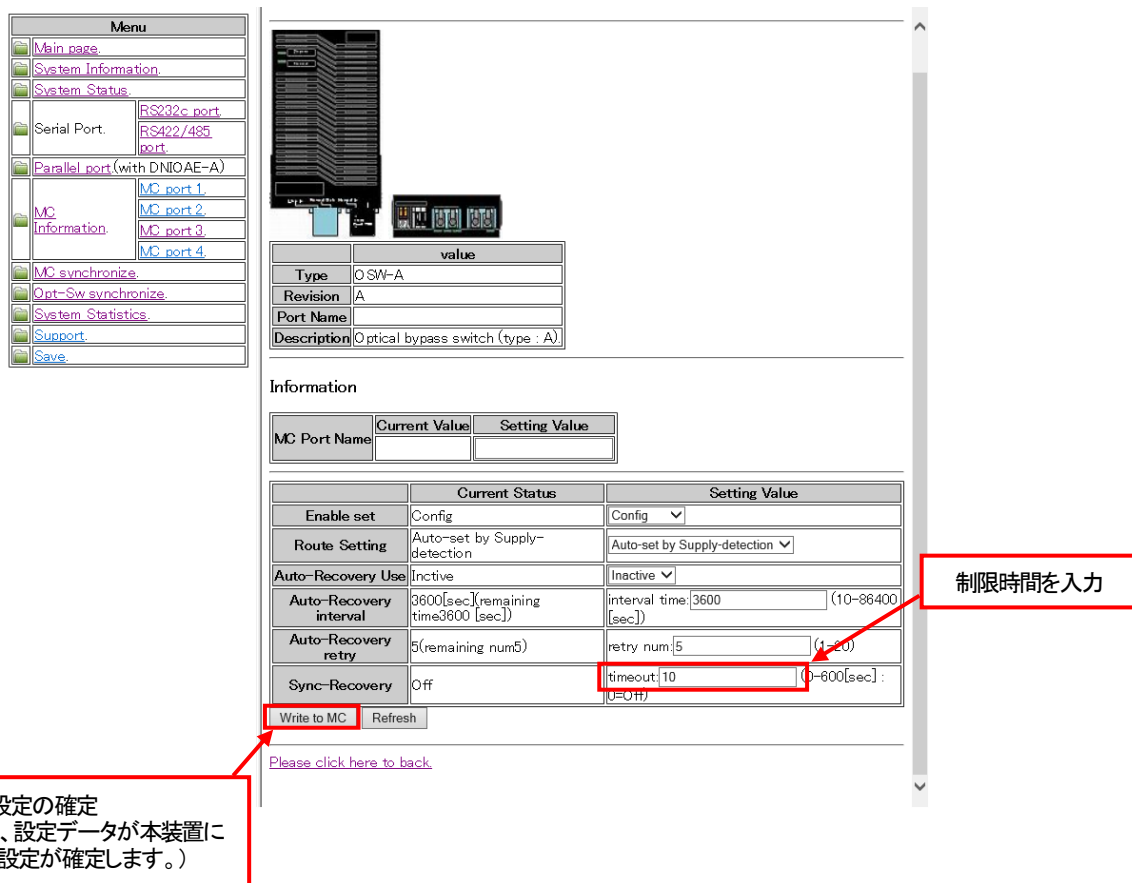 Menu
Main page.
System Information.
System Status.
Serial Port.
RS232c port.
RS422/485
port.
Parallel port.(with DNIOAE-A)
MC
Information.
MC port 1.
MC port 2.
MC port 3.
MC port 4.
MC synchronize.
Opt-Sw synchronize.
System Statistics.
Support.
Save.
value
Type OSW-A
Revision A
Port Name
Description Optical bypass switch (type : A)
Information
MC Port Name Current Value Setting Value
Current Status Setting Value
Enable set Config Config
Route Setting Auto-set by Supply-
detection Auto-set by Supply-detection
Auto-Recovery Use Inctive Inactive
Auto-Recovery
interval 3600[sec](remaining
time3600 [sec]) interval time: 3600 (10-86400
[sec])
Auto-Recovery
retry 5(remaining num5) retry num: 5 (1-20)
Sync-Recovery Off timeout: 10 (0-600[sec] :
0=Off)
Write to MC Refresh
Please click here to back.
制限時間を入力
設定の確定
、設定データが本装置に
設定が確定します。)